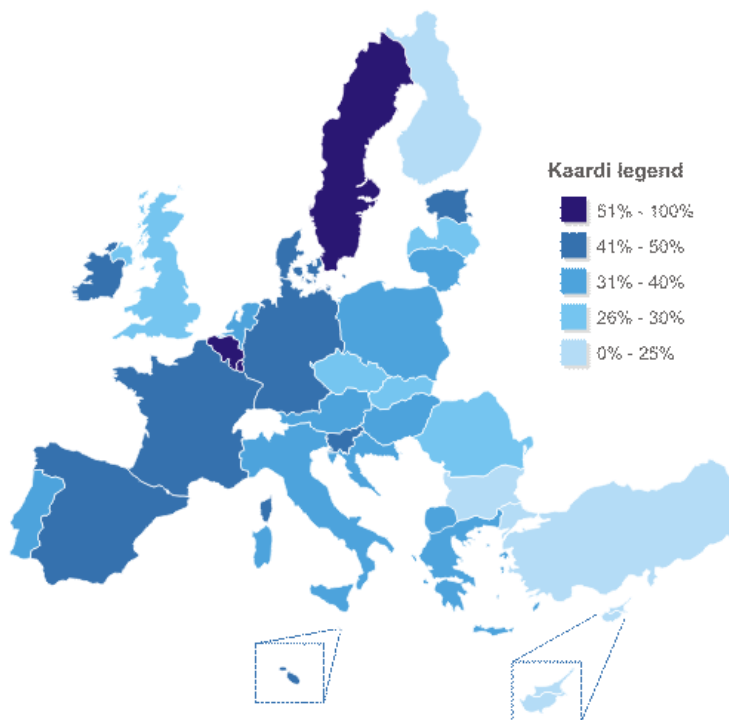 Kaardi legend
51% - 100%
41% - 50%
31% - 40%
26% - 30%
0% - 25%